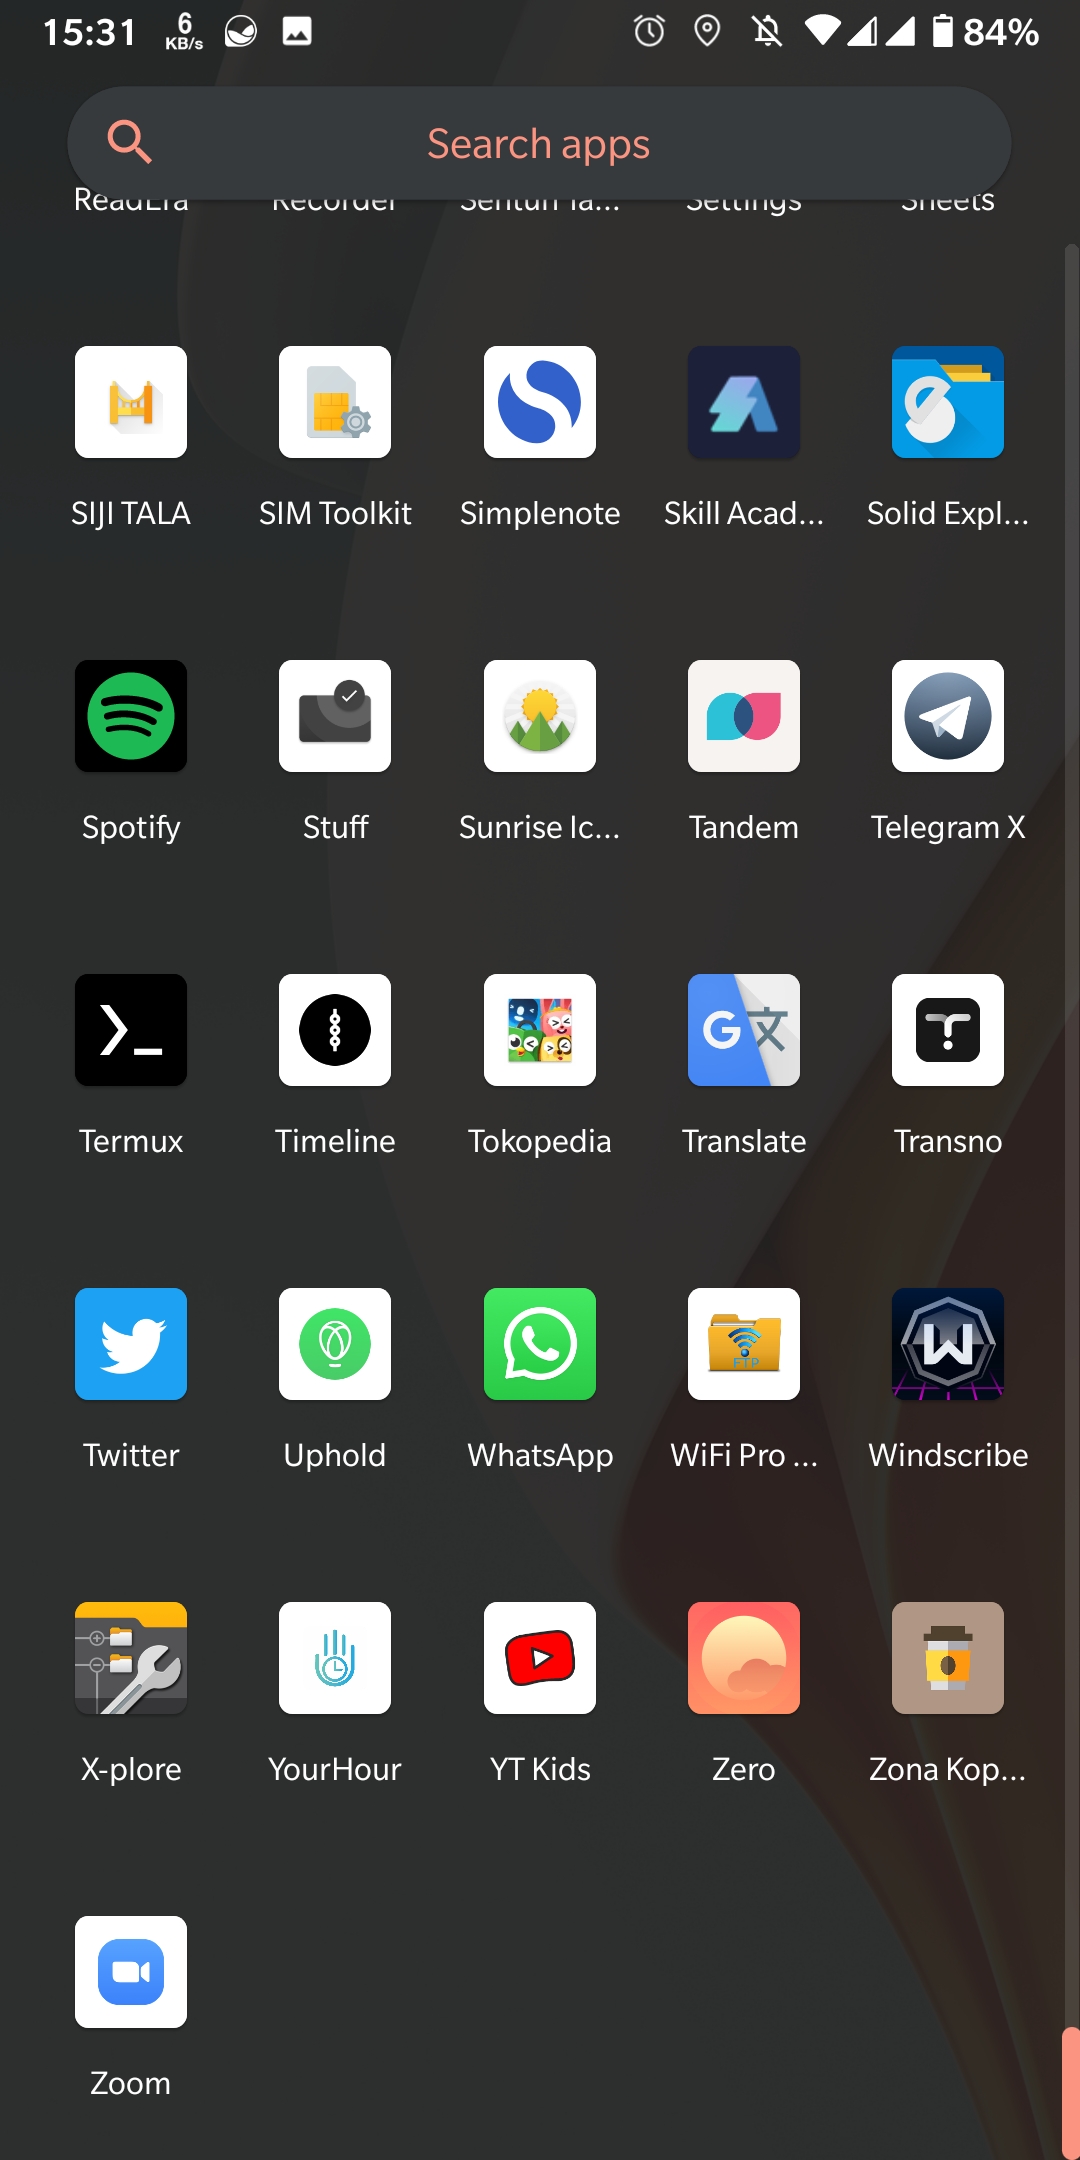 15:31 6 KB/s 84%
Search apps
ReadEra Recorder Settings Sheets
SIJI TALA SIM Toolkit Simplenote Skill Acad... Solid Expl...
Spotify Stuff Sunrise Ic... Tandem Telegram X
G 文
Termux Timeline Tokopedia Translate Transno
FTP W
Twitter Uphold WhatsApp WiFi Pro ... Windscribe
X-plore YourHour YT Kids Zero Zona Kop...
Zoom